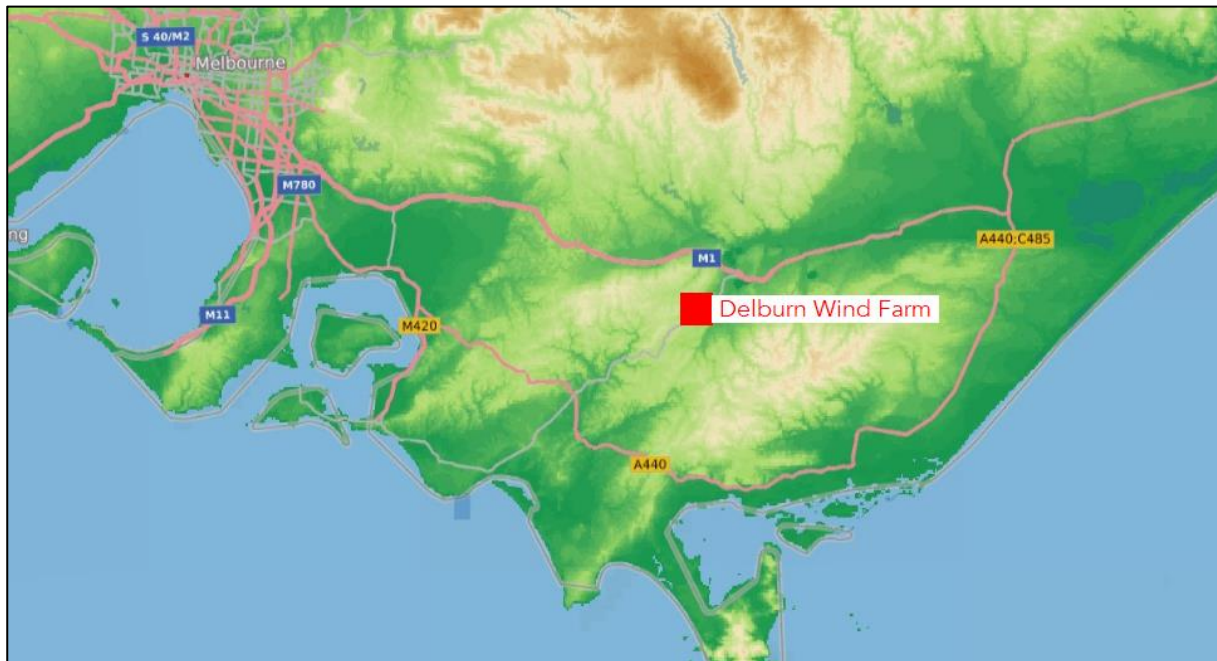 S 40/M2
Melbourne
M780
ng
A440;C485
M1
Delburn Wind Farm
M11
M420
A440